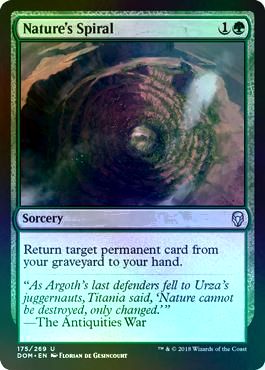 Nature's Spiral 1
Sorcery
Return target permanent card from
your graveyard to your hand.
“As Argoth's last defenders fell to Urza's
juggernauts, Titania said, ‘Nature cannot
be destroyed, only changed.’”
—The Antiquities War
175/269 U
DOM • EN Florian de Gesincourt ™ & © 2018 Wizards of the Coast